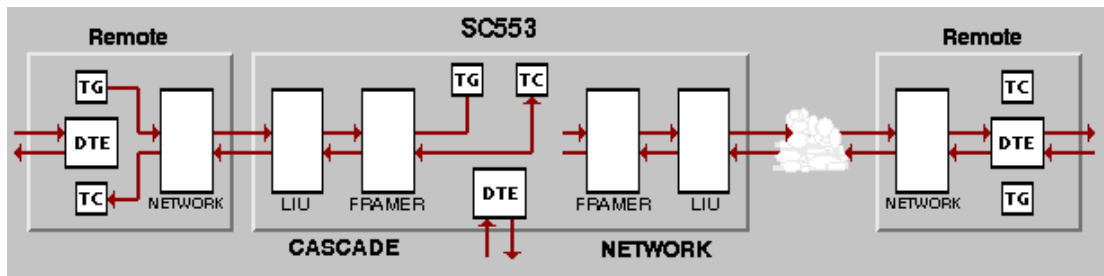 Remote
SC553
Remote
TG
TG
TC
TC
DTE
DTE
TC
DTE
TG
NETWORK
LIU
FRAMER
FRAMER
LIU
NETWORK
CASCADE
NETWORK